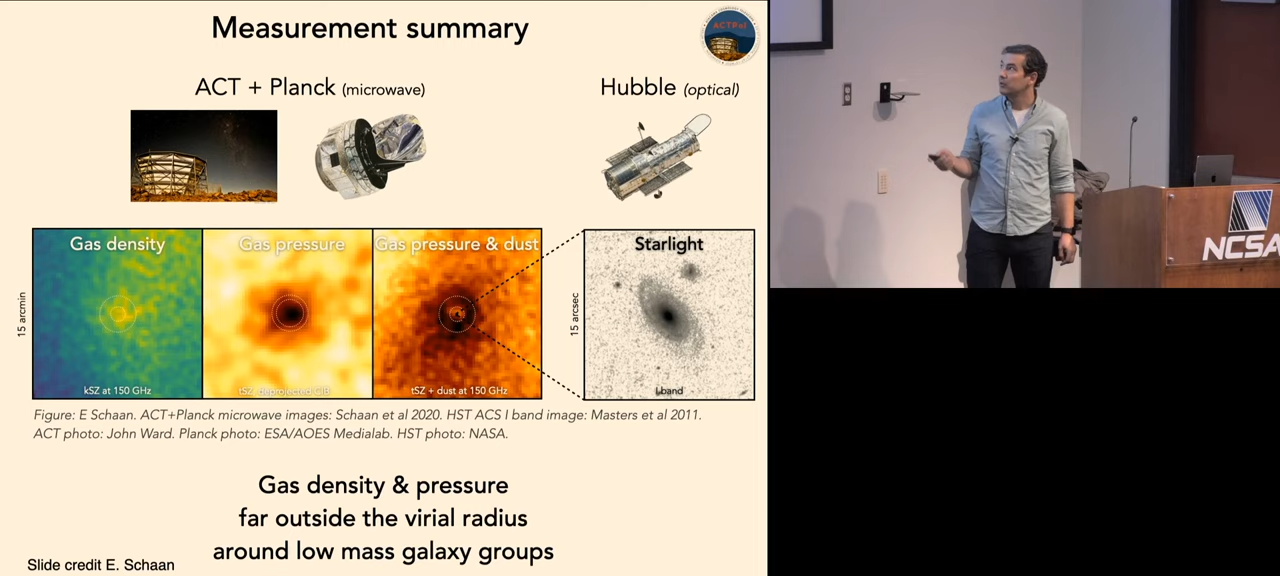 Measurement summary
ACTPol
ACT + Planck (microwave)
Hubble (optical)
Gas density
Gas pressure
Gas pressure & dust
Starlight
15 arcmin
15 arcsec
kSZ at 150 GHz
tSZ, deprojected CIB
tSZ + dust at 150 GHz
I-band
Figure: E Schaan. ACT+Planck microwave images: Schaan et al 2020. HST ACS I band image: Masters et al 2011.
ACT photo: John Ward. Planck photo: ESA/AOES Medialab. HST photo: NASA.
Gas density & pressure
far outside the virial radius
around low mass galaxy groups
Slide credit E. Schaan
NCSA